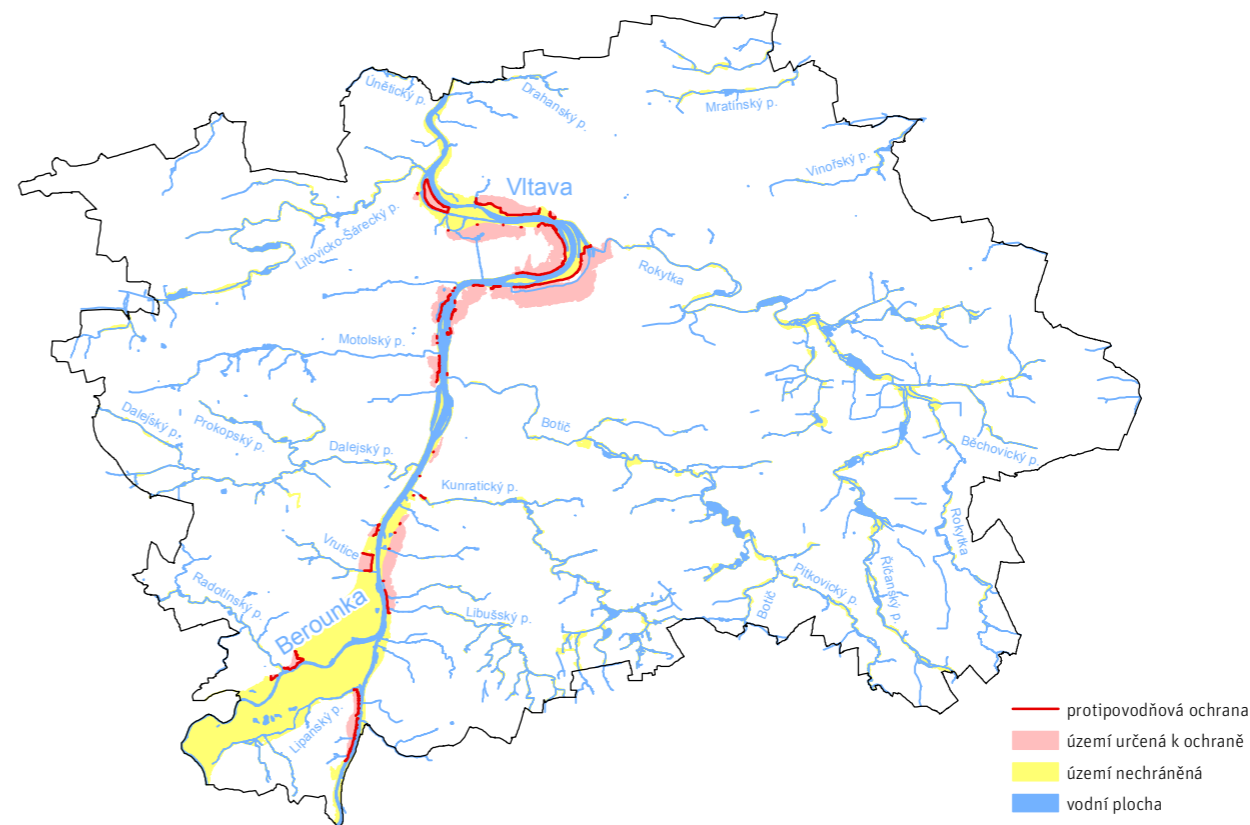 Únětický p.
Drahanský p.
Mratínský p.
Vinořský p.
Vltava
Litovicko-Šárecký p.
Rokytka
Motolský p.
Dalejský p.
Prokopský p.
Dalejský p.
Botič
Běchovický p.
Kunratický p.
Rokytka
Vrutice
Radotínský p.
Berounka
Libušský p.
Botič
Pitkovický p.
Říčanský p.
Lipanský p.
protipovodňová ochrana
území určená k ochraně
území nechráněná
vodní plocha